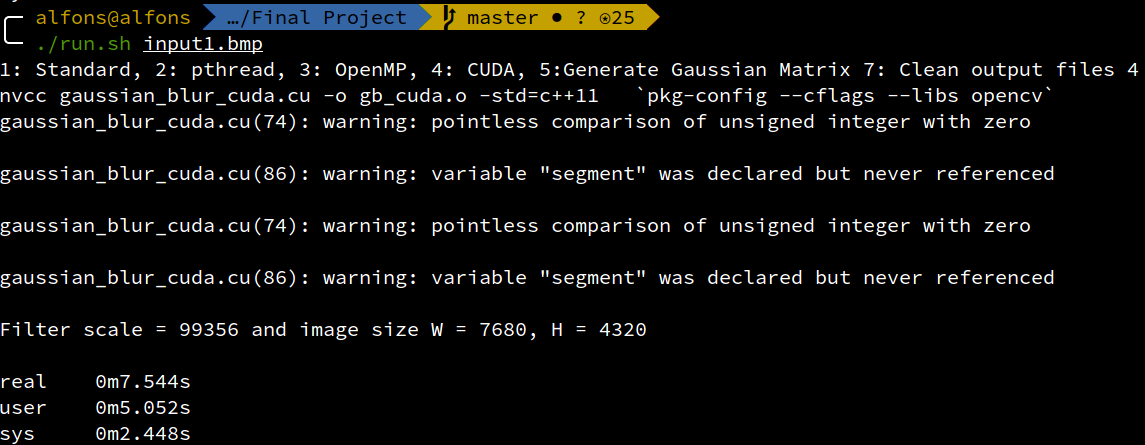 alfons@alfons …/Final Project master ● ? ⍟25
./run.sh input1.bmp
1: Standard, 2: pthread, 3: OpenMP, 4: CUDA, 5:Generate Gaussian Matrix 7: Clean output files 4
nvcc gaussian_blur_cuda.cu -o gb_cuda.o -std=c++11   `pkg-config --cflags --libs opencv`
gaussian_blur_cuda.cu(74): warning: pointless comparison of unsigned integer with zero
gaussian_blur_cuda.cu(86): warning: variable "segment" was declared but never referenced
gaussian_blur_cuda.cu(74): warning: pointless comparison of unsigned integer with zero
gaussian_blur_cuda.cu(86): warning: variable "segment" was declared but never referenced
Filter scale = 99356 and image size W = 7680, H = 4320
real    0m7.544s
user    0m5.052s
sys     0m2.448s